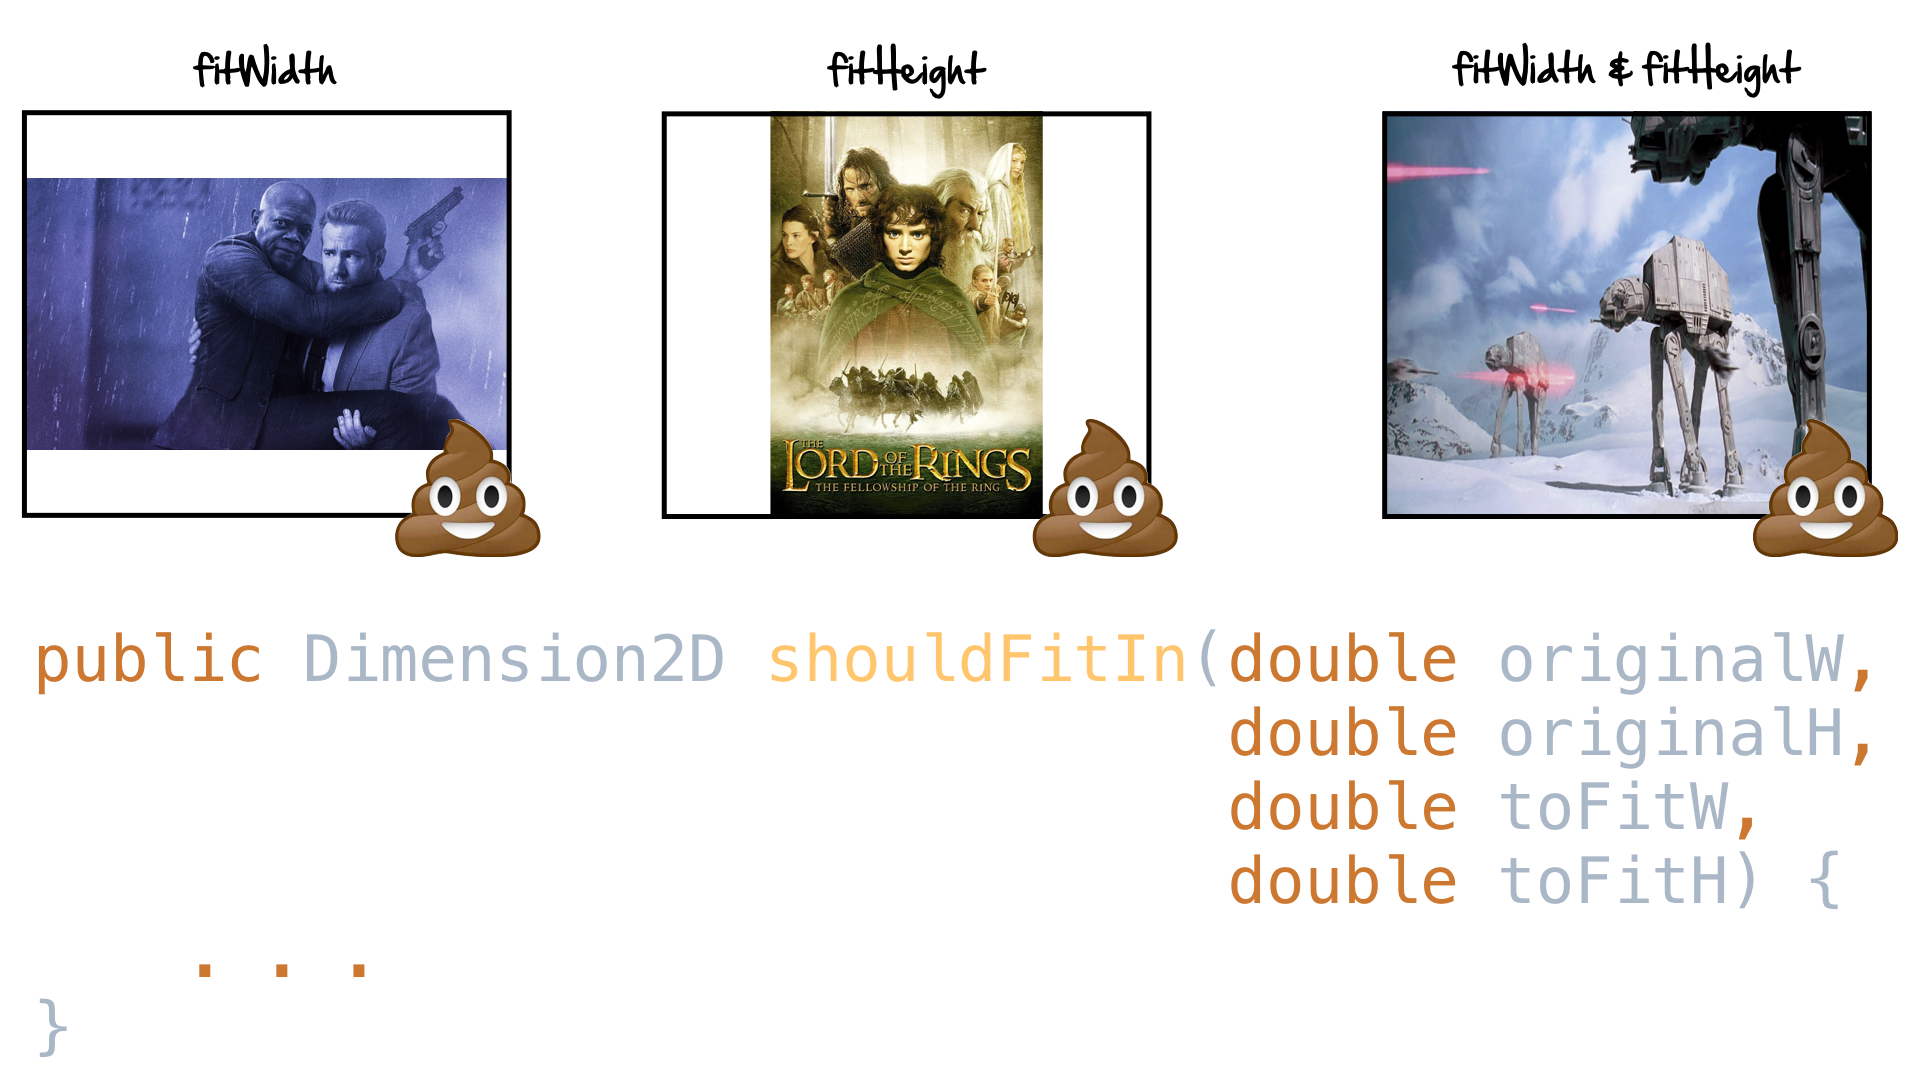 fitWidth
fitHeight
fitWidth & fitHeight
THE
LORD OF THE RINGS
THE FELLOWSHIP OF THE RING
public Dimension2D shouldFitIn(double originalW,
double originalH,
double toFitW,
double toFitH) {
. . .
}